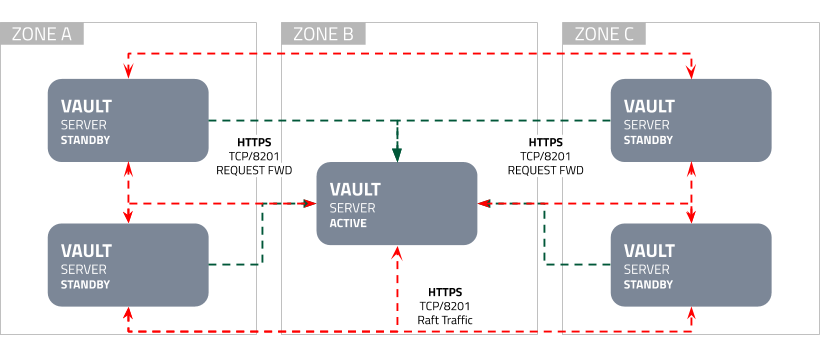 ZONE A
ZONE B
ZONE C
VAULT
SERVER
STANDBY
VAULT
SERVER
STANDBY
HTTPS
TCP/8201
REQUEST FWD
HTTPS
TCP/8201
REQUEST FWD
VAULT
SERVER
ACTIVE
VAULT
SERVER
STANDBY
VAULT
SERVER
STANDBY
HTTPS
TCP/8201
Raft Traffic